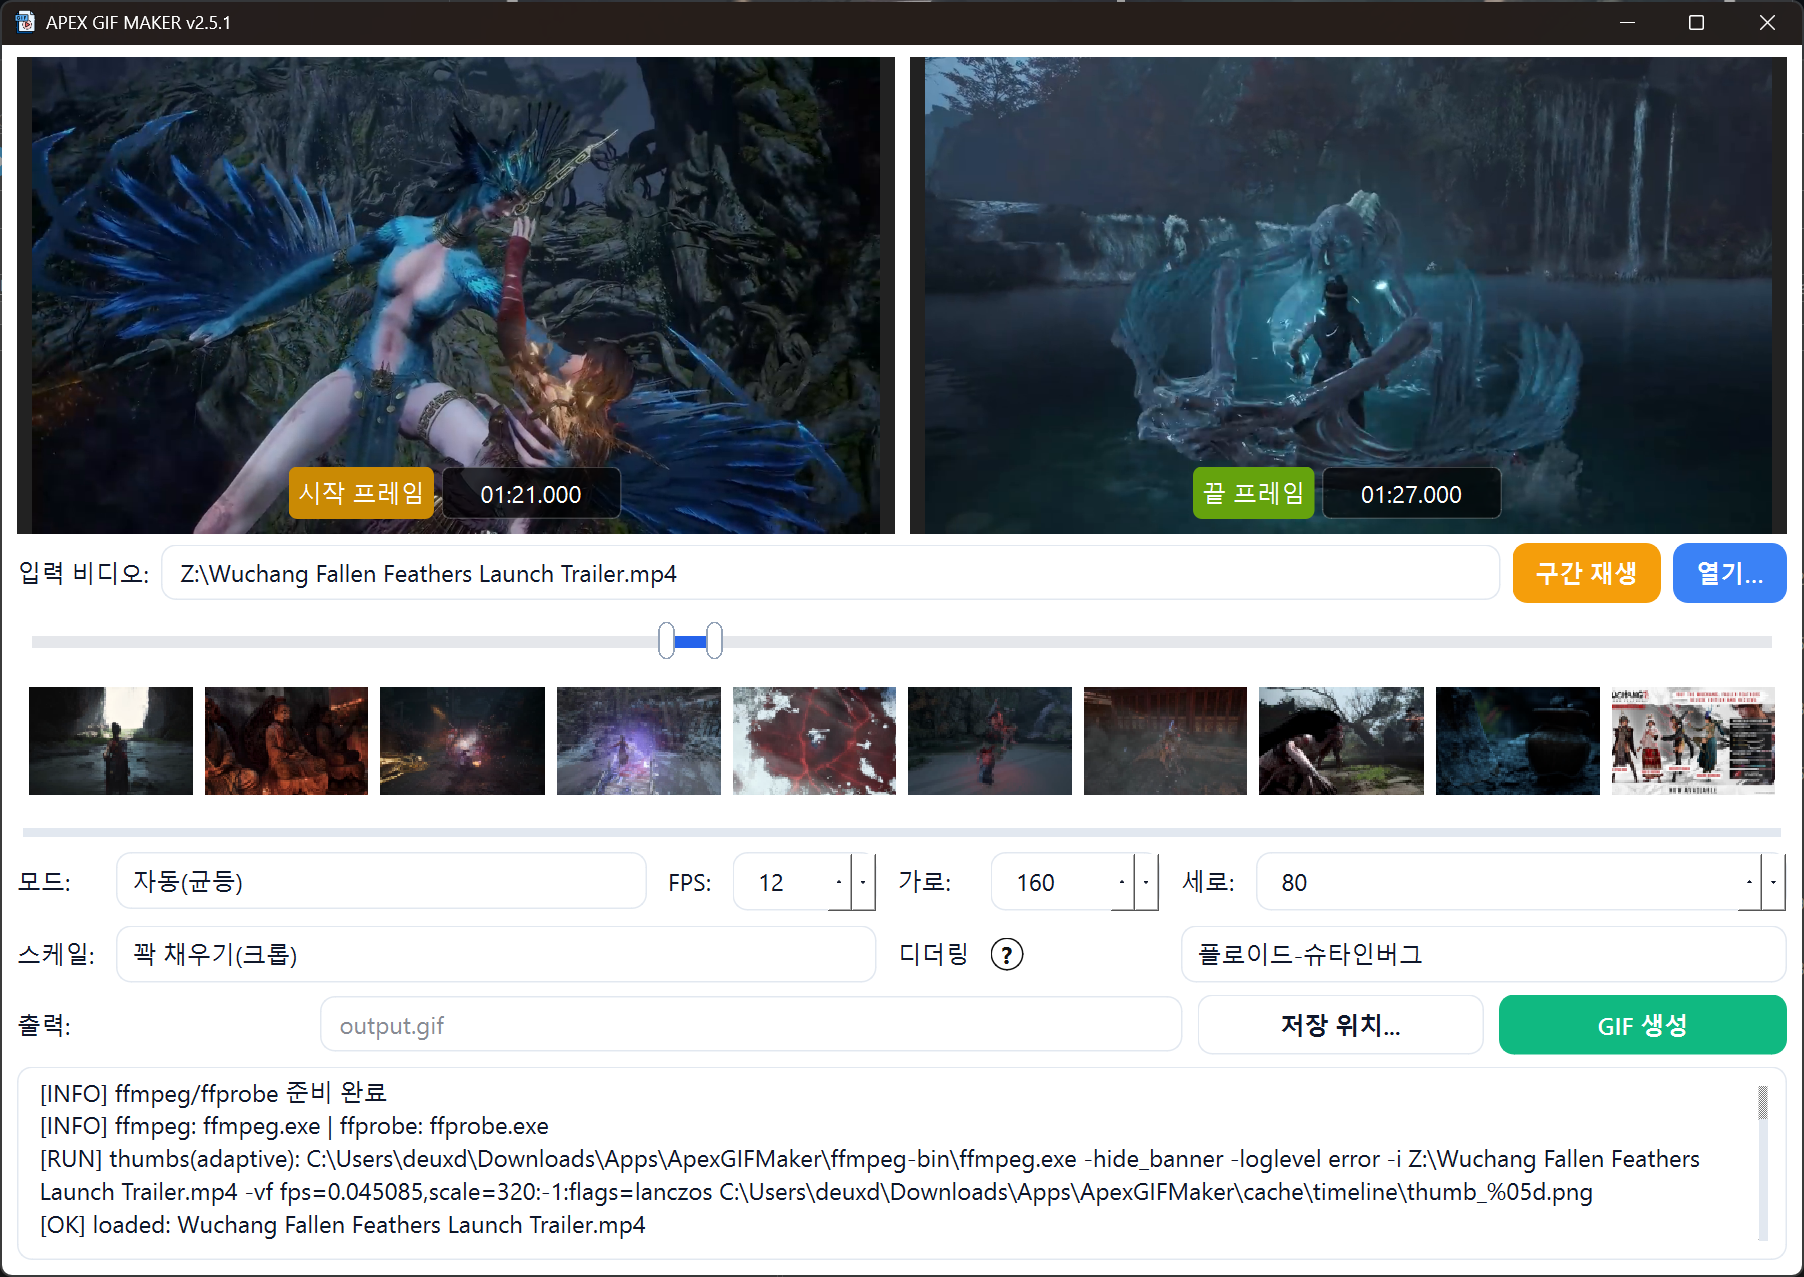 APEX GIF MAKER v2.5.1
시작 프레임 01:21.000
끝 프레임 01:27.000
입력 비디오: Z:\Wuchang Fallen Feathers Launch Trailer.mp4 구간 재생 열기...
모드: 자동(균등) FPS: 12 가로: 160 세로: 80
스케일: 꽉 채우기(크롭) 디더링 ? 플로이드-슈타인버그
출력: output.gif 저장 위치... GIF 생성
[INFO] ffmpeg/ffprobe 준비 완료
[INFO] ffmpeg: ffmpeg.exe | ffprobe: ffprobe.exe
[RUN] thumbs(adaptive): C:\Users\deuxd\Downloads\Apps\ApexGIFMaker\ffmpeg-bin\ffmpeg.exe -hide_banner -loglevel error -i Z:\Wuchang Fallen Feathers
Launch Trailer.mp4 -vf fps=0.045085,scale=320:-1:flags=lanczos C:\Users\deuxd\Downloads\Apps\ApexGIFMaker\cache\timeline\thumb_%05d.png
[OK] loaded: Wuchang Fallen Feathers Launch Trailer.mp4